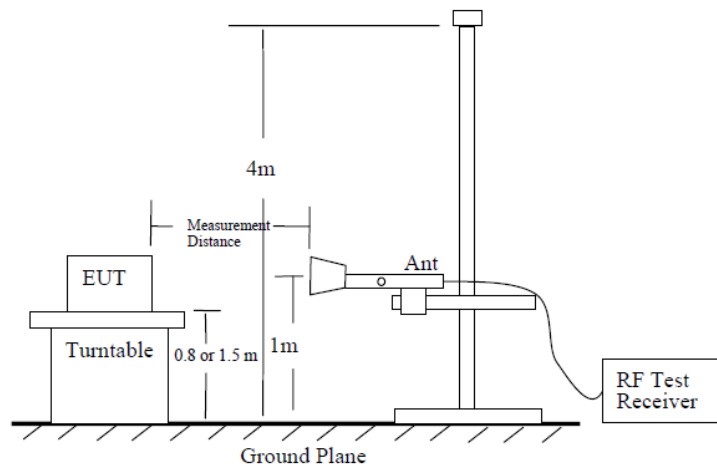 4m
Measurement
Distance
EUT
Ant
Turntable
0.8 or 1.5 m
1m
RF Test
Receiver
Ground Plane